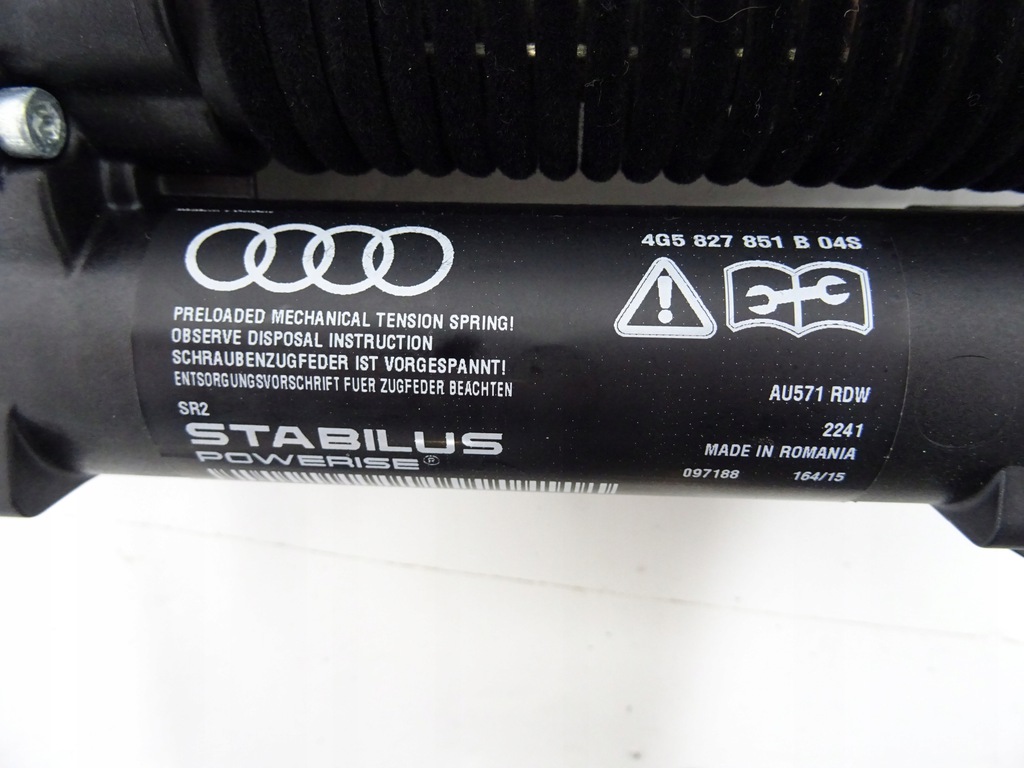 4G5 827 851 B 04S
PRELOADED MECHANICAL TENSION SPRING!
OBSERVE DISPOSAL INSTRUCTION
SCHRAUBENZUGFEDER IST VORGESPANNT!
ENTSORGUNGSVORSCHRIFT FUER ZUGFEDER BEACHTEN
SR2
STABILUS
POWERISE®
AU571 RDW
2241
MADE IN ROMANIA
097188 164/15